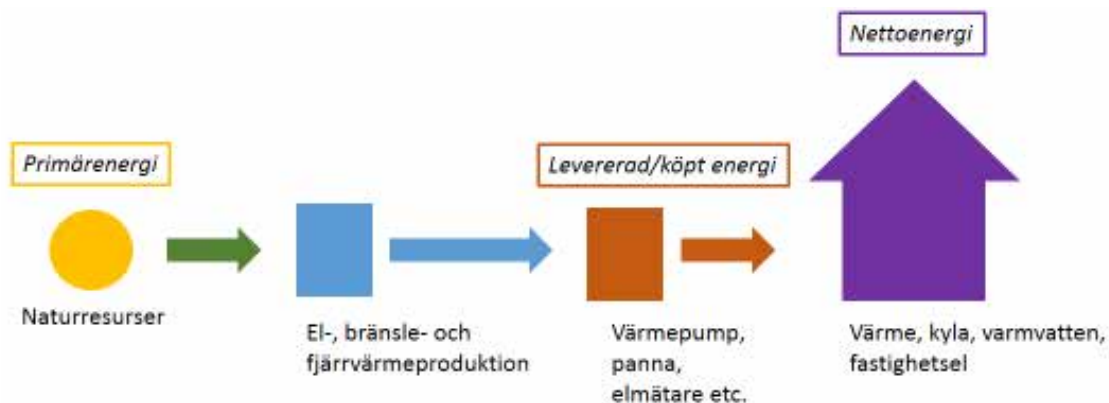 Nettoenergi
Primärenergi
Levererad/köpt energi
Naturresurser
El-, bränsle- och
fjärrvärmeproduktion
Värmepump,
panna,
elmätare etc.
Värme, kyla, varmvatten,
fastighetsel